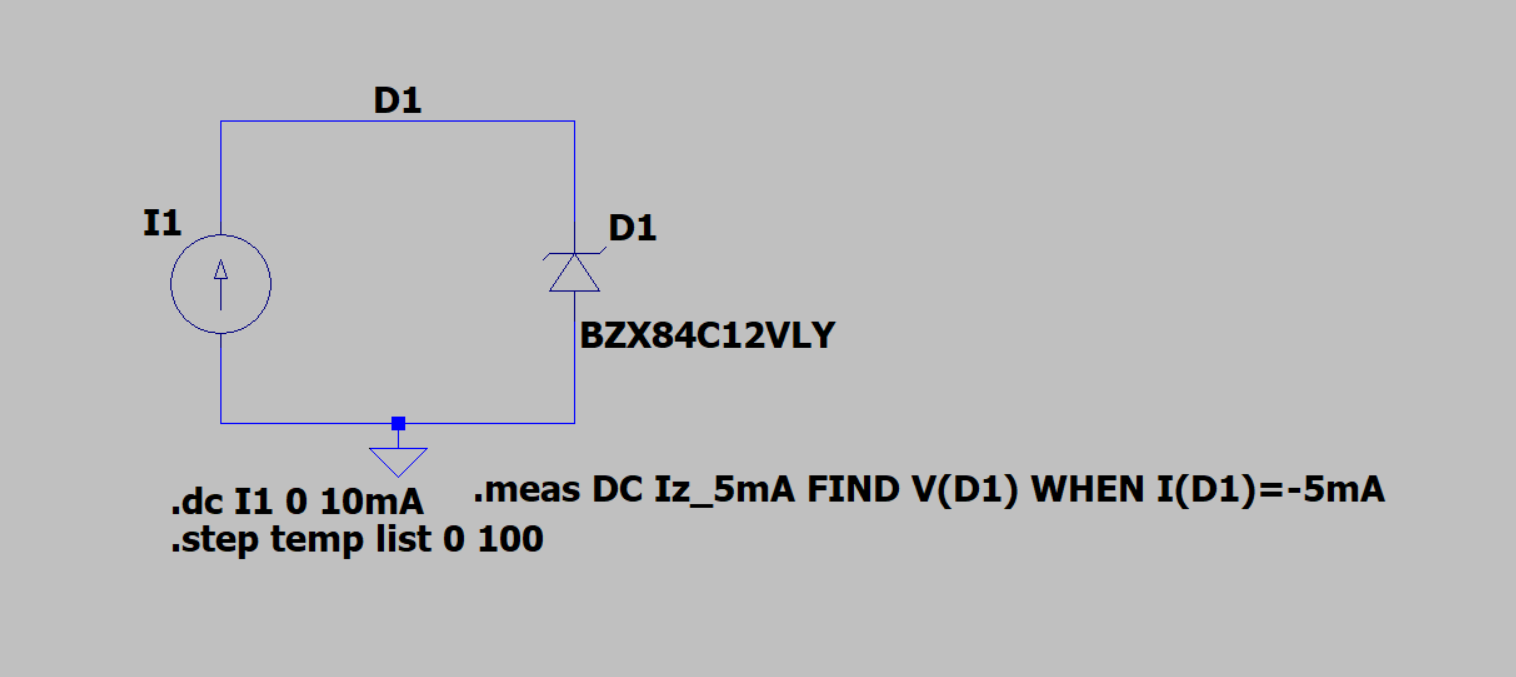 D1
I1
D1
BZX84C12VLY
.meas DC Iz_5mA FIND V(D1) WHEN I(D1)=-5mA
.dc I1 0 10mA
.step temp list 0 100